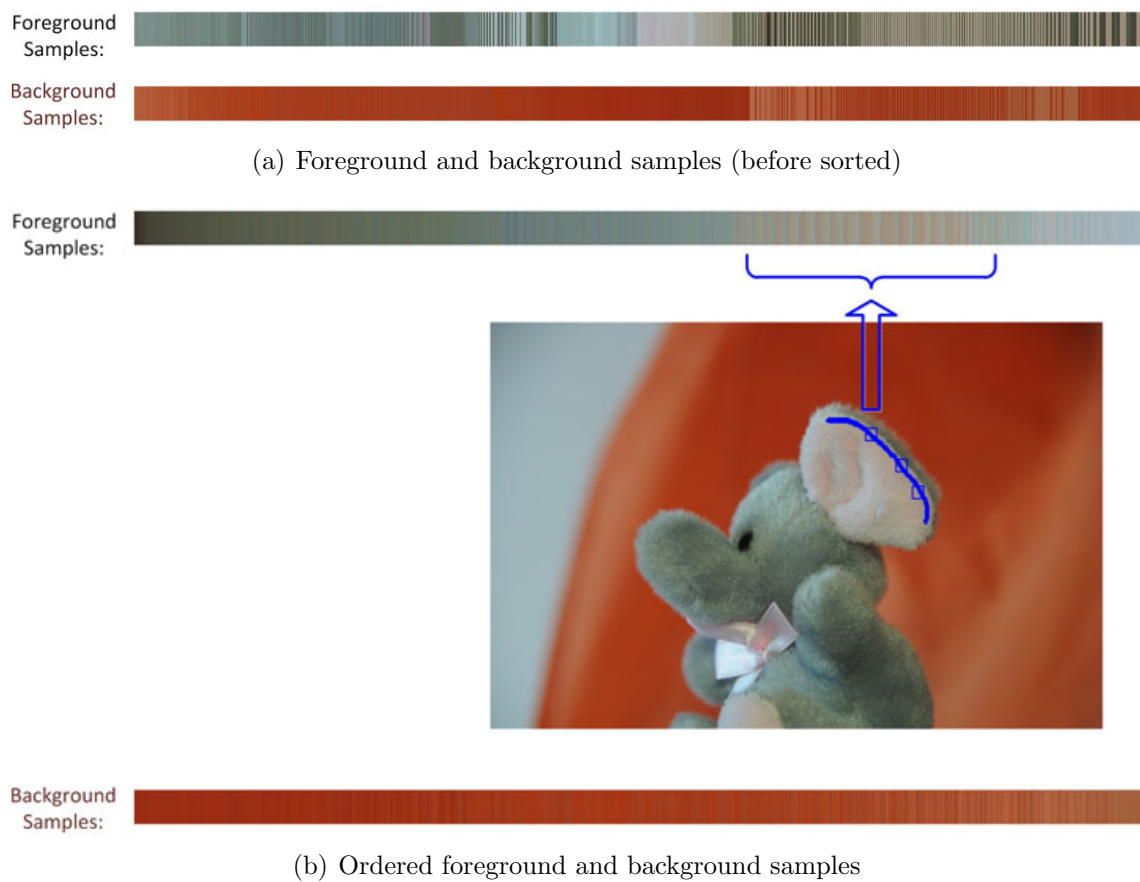 Foreground
Samples:
Background
Samples:
(a) Foreground and background samples (before sorted)
Foreground
Samples:
Background
Samples:
(b) Ordered foreground and background samples